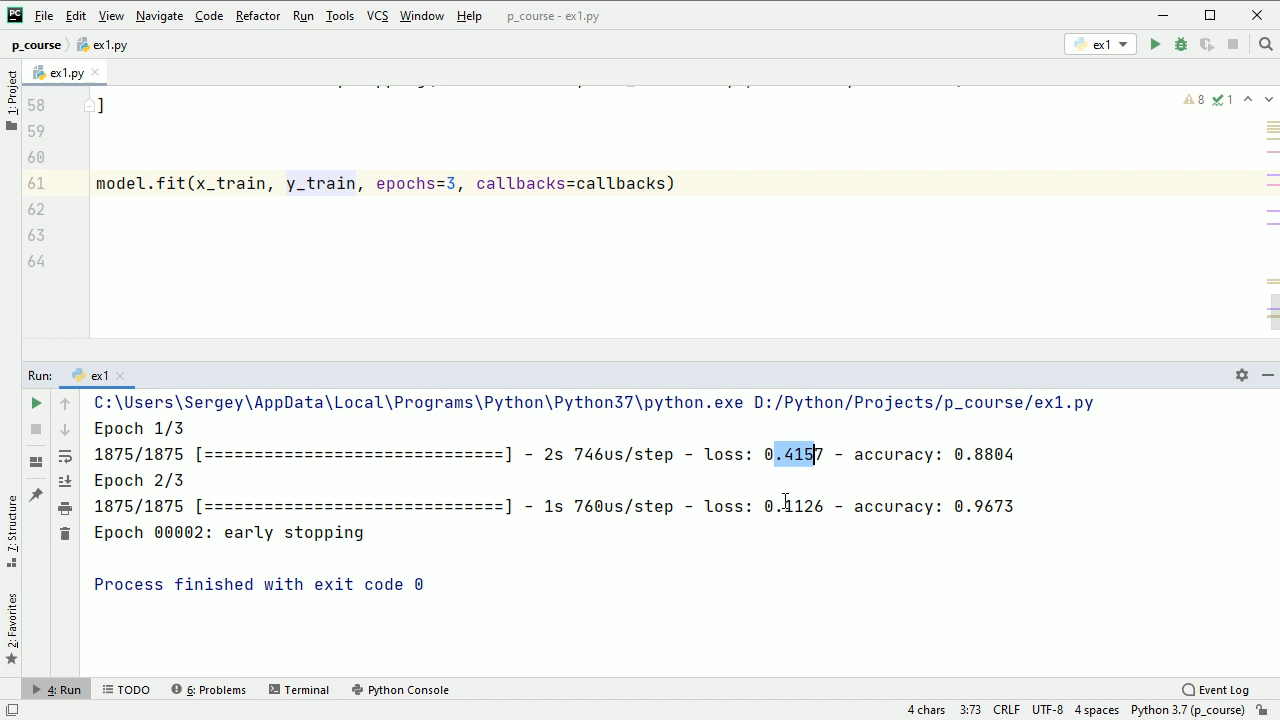 File Edit View Navigate Code Refactor Run Tools VCS Window Help p_course - ex1.py
p_course ex1.py ex1
1: Project
ex1.py
58 ]
8 1
59
60
61 model.fit(x_train, y_train, epochs=3, callbacks=callbacks)
62
63
64
Run: ex1
C:\Users\Sergey\AppData\Local\Programs\Python\Python37\python.exe D:/Python/Projects/p_course/ex1.py
Epoch 1/3
1875/1875 [==============================] - 2s 746us/step - loss: 0.4157 - accuracy: 0.8804
Epoch 2/3
1875/1875 [==============================] - 1s 760us/step - loss: 0.1126 - accuracy: 0.9673
Epoch 00002: early stopping
Process finished with exit code 0
7: Structure
2: Favorites
4: Run TODO 6: Problems Terminal Python Console Event Log
4 chars 3:73 CRLF UTF-8 4 spaces Python 3.7 (p_course)